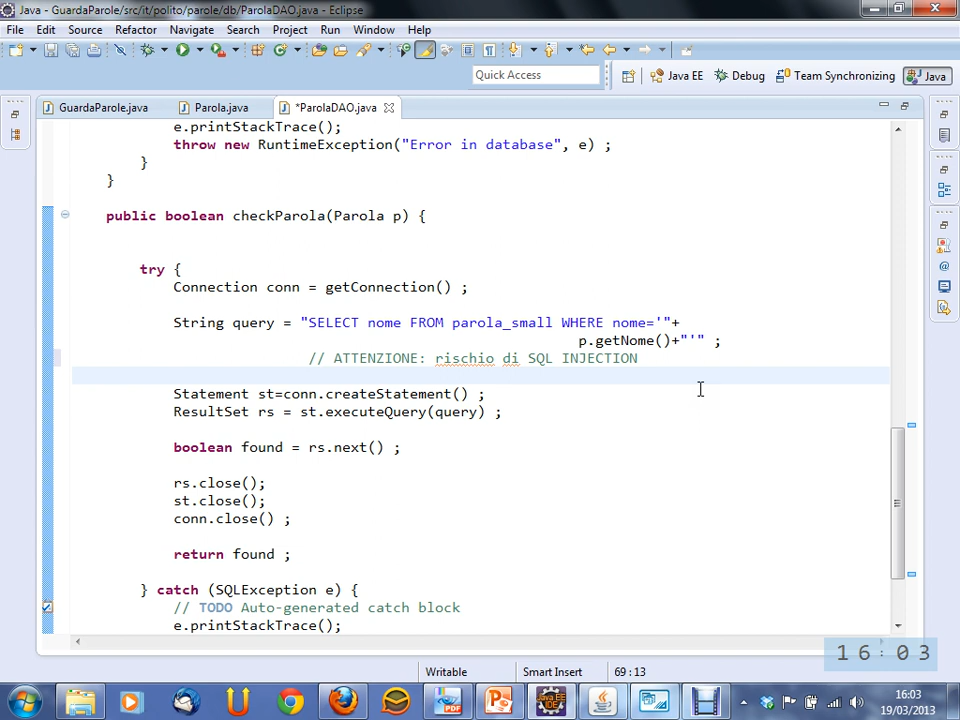 Java - GuardaParole/src/it/polito/parole/db/ParolaDAO.java - Eclipse
File Edit Source Refactor Navigate Search Project Run Window Help
Quick Access
Java EE Debug Team Synchronizing Java
GuardaParole.java Parola.java *ParolaDAO.java
e.printStackTrace();
throw new RuntimeException("Error in database", e) ;
}
}
public boolean checkParola(Parola p) {
try {
Connection conn = getConnection() ;
String query = "SELECT nome FROM parola_small WHERE nome='"+
p.getNome()+"'" ;
// ATTENZIONE: rischio di SQL INJECTION
Statement st=conn.createStatement() ;
ResultSet rs = st.executeQuery(query) ;
boolean found = rs.next() ;
rs.close();
st.close();
conn.close() ;
return found ;
} catch (SQLException e) {
// TODO Auto-generated catch block
e.printStackTrace();
16:03
Writable Smart Insert 69 : 13
16:03
19/03/2013